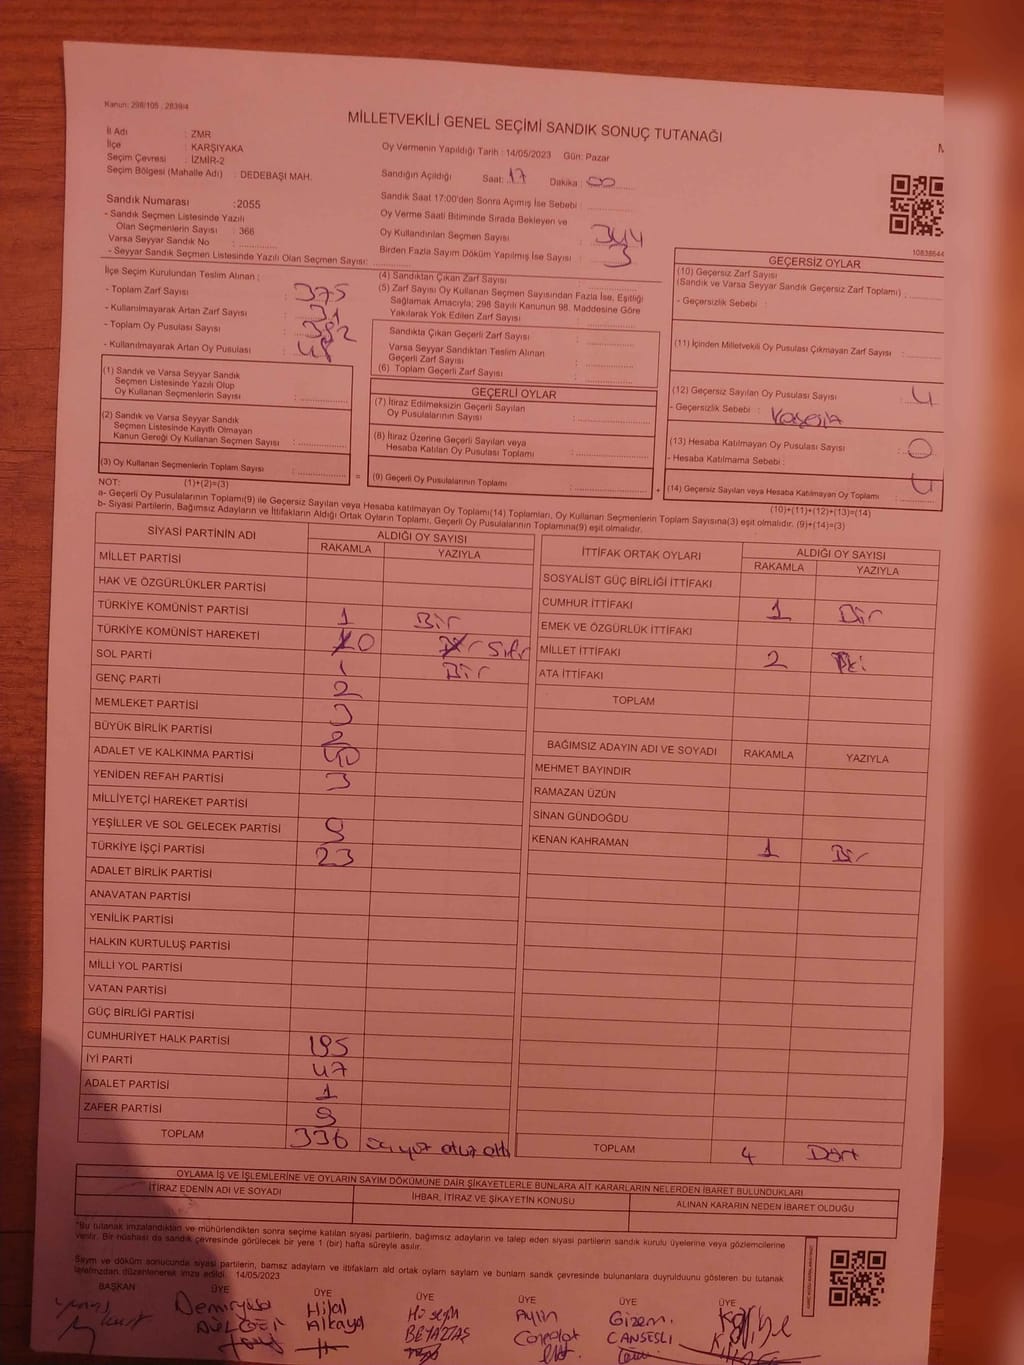 Kanun: 298/105 , 2839/4
MİLLETVEKİLİ GENEL SEÇİMİ SANDIK SONUÇ TUTANAĞI
İl Adı : ZMR
İlçe : KARŞIYAKA
Seçim Çevresi : İZMİR-2
Seçim Bölgesi (Mahalle Adı) : DEDEBAŞI MAH.
Oy Vermenin Yapıldığı Tarih : 14/05/2023 Gün: Pazar
Sandığın Açıldığı Saat: 17 Dakika : 00
Sandık Saat 17:00'den Sonra Açımış İse Sebebi :
Sandık Numarası :2055
- Sandık Seçmen Listesinde Yazılı
Olan Seçmenlerin Sayısı : 366
Varsa Seyyar Sandık No :
- Seyyar Sandık Seçmen Listesinde Yazılı Olan Seçmen Sayısı:
Oy Verme Saati Bitiminde Sırada Bekleyen ve
Oy Kullandırılan Seçmen Sayısı : 344
Birden Fazla Sayım Döküm Yapılmış İse Sayısı : 3
10838644
İlçe Seçim Kurulundan Teslim Alınan ;
- Toplam Zarf Sayısı : 375
- Kullanılmayarak Artan Zarf Sayısı : 31
- Toplam Oy Pusulası Sayısı : 392
- Kullanılmayarak Artan Oy Pusulası : 48
(1) Sandık ve Varsa Seyyar Sandık
Seçmen Listesinde Yazılı Olup
Oy Kullanan Seçmenlerin Sayısı :
(2) Sandık ve Varsa Seyyar Sandık
Seçmen Listesinde Kayıtlı Olmayan
Kanun Gereği Oy Kullanan Seçmen Sayısı :
(3) Oy Kullanan Seçmenlerin Toplam Sayısı :
(4) Sandıktan Çıkan Zarf Sayısı :
(5) Zarf Sayısı Oy Kullanan Seçmen Sayısından Fazla İse, Eşitliği
Sağlamak Amacıyla; 298 Sayılı Kanunun 98. Maddesine Göre
Yakılarak Yok Edilen Zarf Sayısı :
Sandıkta Çıkan Geçerli Zarf Sayısı :
Varsa Seyyar Sandıktan Teslim Alınan
Geçerli Zarf Sayısı :
(6) Toplam Geçerli Zarf Sayısı :
GEÇERLİ OYLAR
(7) İtiraz Edilmeksizin Geçerli Sayılan
Oy Pusulalarının Sayısı :
(8) İtiraz Üzerine Geçerli Sayılan veya
Hesaba Katılan Oy Pusulası Toplamı :
= (9) Geçerli Oy Pusulalarının Toplamı :
GEÇERSİZ OYLAR
(10) Geçersiz Zarf Sayısı
(Sandık ve Varsa Seyyar Sandık Geçersiz Zarf Toplamı) :
- Geçersizlik Sebebi :
(11) İçinden Milletvekili Oy Pusulası Çıkmayan Zarf Sayısı :
(12) Geçersiz Sayılan Oy Pusulası Sayısı : 4
- Geçersizlik Sebebi :
(13) Hesaba Katılmayan Oy Pusulası Sayısı : 0
- Hesaba Katılmama Sebebi :
+ (14) Geçersiz Sayılan veya Hesaba Katılmayan Oy Toplamı : 4
NOT: (1)+(2)=(3)
(10)+(11)+(12)+(13)=(14)
a- Geçerli Oy Pusulalarının Toplamı(9) ile Geçersiz Sayılan veya Hesaba Katılmayan Oy Toplamı(14) Toplamları, Oy Kullanan Seçmenlerin Toplam Sayısına(3) eşit olmalıdır. (9)+(14)=(3)
b- Siyasi Partilerin, Bağımsız Adayların ve İttifakların Aldığı Ortak Oyların Toplamı, Geçerli Oy Pusulalarının Toplamına(9) eşit olmalıdır.
SİYASİ PARTİNİN ADI ALDIĞI OY SAYISI
RAKAMLA YAZIYLA
MİLLET PARTİSİ
HAK VE ÖZGÜRLÜKLER PARTİSİ
TÜRKİYE KOMÜNİST PARTİSİ 1 Bir
TÜRKİYE KOMÜNİST HAREKETİ 0 Sıfır
SOL PARTİ 1 Bir
GENÇ PARTİ 2
MEMLEKET PARTİSİ 3
BÜYÜK BİRLİK PARTİSİ
ADALET VE KALKINMA PARTİSİ 40
YENİDEN REFAH PARTİSİ 3
MİLLİYETÇİ HAREKET PARTİSİ
YEŞİLLER VE SOL GELECEK PARTİSİ 9
TÜRKİYE İŞÇİ PARTİSİ 23
ADALET BİRLİK PARTİSİ
ANAVATAN PARTİSİ
YENİLİK PARTİSİ
HALKIN KURTULUŞ PARTİSİ
MİLLİ YOL PARTİSİ
VATAN PARTİSİ
GÜÇ BİRLİĞİ PARTİSİ
CUMHURİYET HALK PARTİSİ 195
İYİ PARTİ 47
ADALET PARTİSİ 1
ZAFER PARTİSİ 9
TOPLAM 336 üçyüz otuz altı
İTTİFAK ORTAK OYLARI ALDIĞI OY SAYISI
RAKAMLA YAZIYLA
SOSYALİST GÜÇ BİRLİĞİ İTTİFAKI
CUMHUR İTTİFAKI 1 Bir
EMEK VE ÖZGÜRLÜK İTTİFAKI
MİLLET İTTİFAKI 2 İki
ATA İTTİFAKI
TOPLAM
BAĞIMSIZ ADAYIN ADI VE SOYADI RAKAMLA YAZIYLA
MEHMET BAYINDIR
RAMAZAN ÜZÜN
SİNAN GÜNDOĞDU
KENAN KAHRAMAN 1 Bir
TOPLAM 4 Dört
OYLAMA İŞ VE İŞLEMLERİNE VE OYLARIN SAYIM DÖKÜMÜNE DAİR ŞİKAYETLERLE BUNLARA AİT KARARLARIN NELERDEN İBARET BULUNDUKLARI
İTİRAZ EDENİN ADI VE SOYADI İHBAR, İTİRAZ VE ŞİKAYETİN KONUSU ALINAN KARARIN NEDEN İBARET OLDUĞU
*Bu tutanak imzalandıktan ve mühürlendikten sonra seçime katılan siyasi partilerin, bağımsız adayların ve talep eden siyasi partilerin sandık kurulu üyelerine veya gözlemcilerine
verilir. Bir nüshası da sandık çevresinde görülecek bir yere 1 (bir) hafta süreyle asılır.
Sayım ve döküm sonucunda siyasi partilerin, bamsz adayların ve ittifakların ald ortak oyların sayların ve bunlam sandık çevresinde bulunanlara duyrulduunu gösteren bu tutanak
tarafmzdan düzenlenerek imza edildi. 14/05/2023
BAŞKAN ÜYE ÜYE ÜYE ÜYE ÜYE ÜYE
Hilal Hüseyin Aylin Gizem
Alkaya BEYAZTAŞ Canpolat CANSESLİ